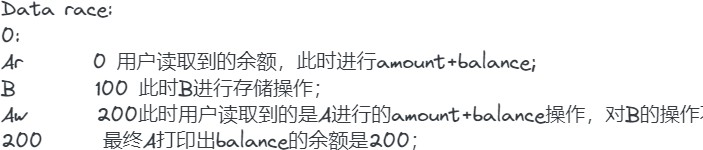 Data race:
0:
Ar 0 用户读取到的余额，此时进行amount+balance;
B 100 此时B进行存储操作；
Aw 200此时用户读取到的是A进行的amount+balance操作，对B的操作
200 最终A打印出balance的余额是200；